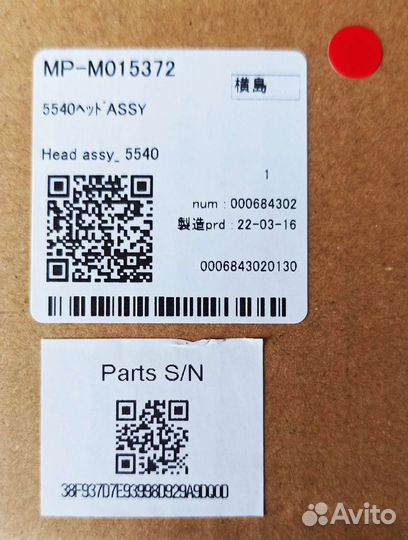 MP-M015372
横島
5540ﾍｯﾄﾞASSY
Head assy_ 5540
1
num : 000684302
製造prd : 22-03-16
0006843020130
Parts S/N
38F937D7E93998D929A9DQ0D
Avito